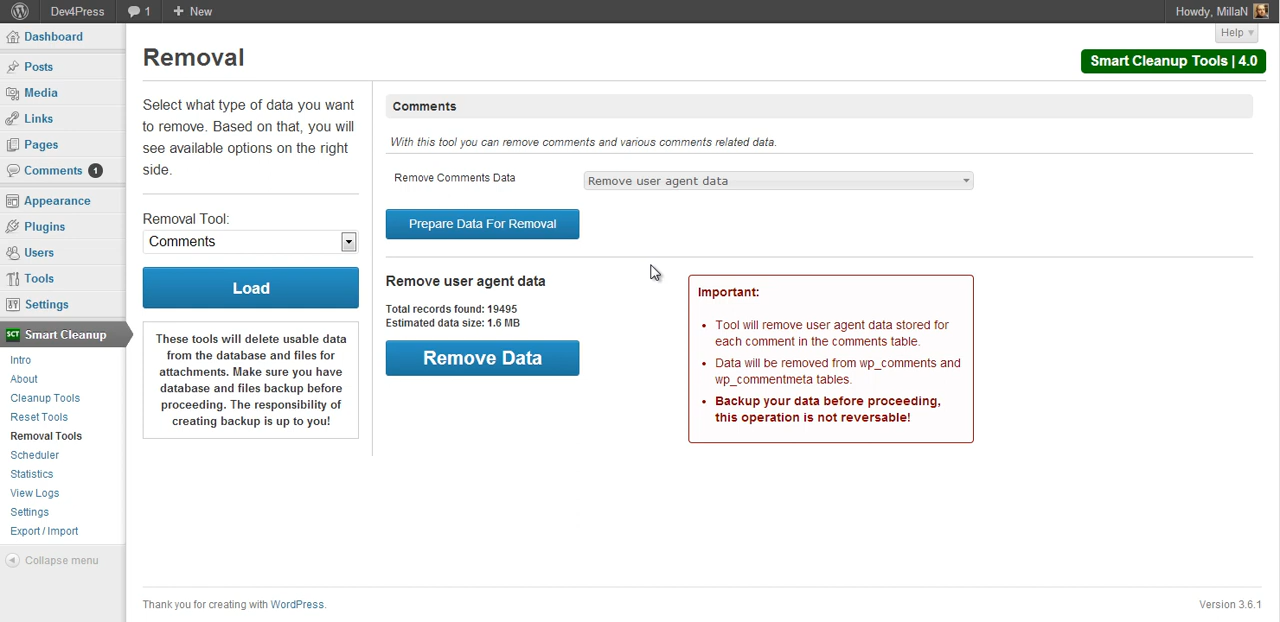 Dev4Press
1
New
Howdy, MillaN
Help
Dashboard
Posts
Media
Links
Pages
Comments 1
Appearance
Plugins
Users
Tools
Settings
SCT Smart Cleanup
Intro
About
Cleanup Tools
Reset Tools
Removal Tools
Scheduler
Statistics
View Logs
Settings
Export / Import
Collapse menu
Removal
Smart Cleanup Tools | 4.0
Select what type of data you want
to remove. Based on that, you will
see available options on the right
side.
Removal Tool:
Comments
Load
These tools will delete usable data
from the database and files for
attachments. Make sure you have
database and files backup before
proceeding. The responsibility of
creating backup is up to you!
Comments
With this tool you can remove comments and various comments related data.
Remove Comments Data
Remove user agent data
Prepare Data For Removal
Remove user agent data
Total records found: 19495
Estimated data size: 1.6 MB
Remove Data
Important:
• Tool will remove user agent data stored for
each comment in the comments table.
• Data will be removed from wp_comments and
wp_commentmeta tables.
• Backup your data before proceeding,
this operation is not reversable!
Thank you for creating with WordPress.
Version 3.6.1